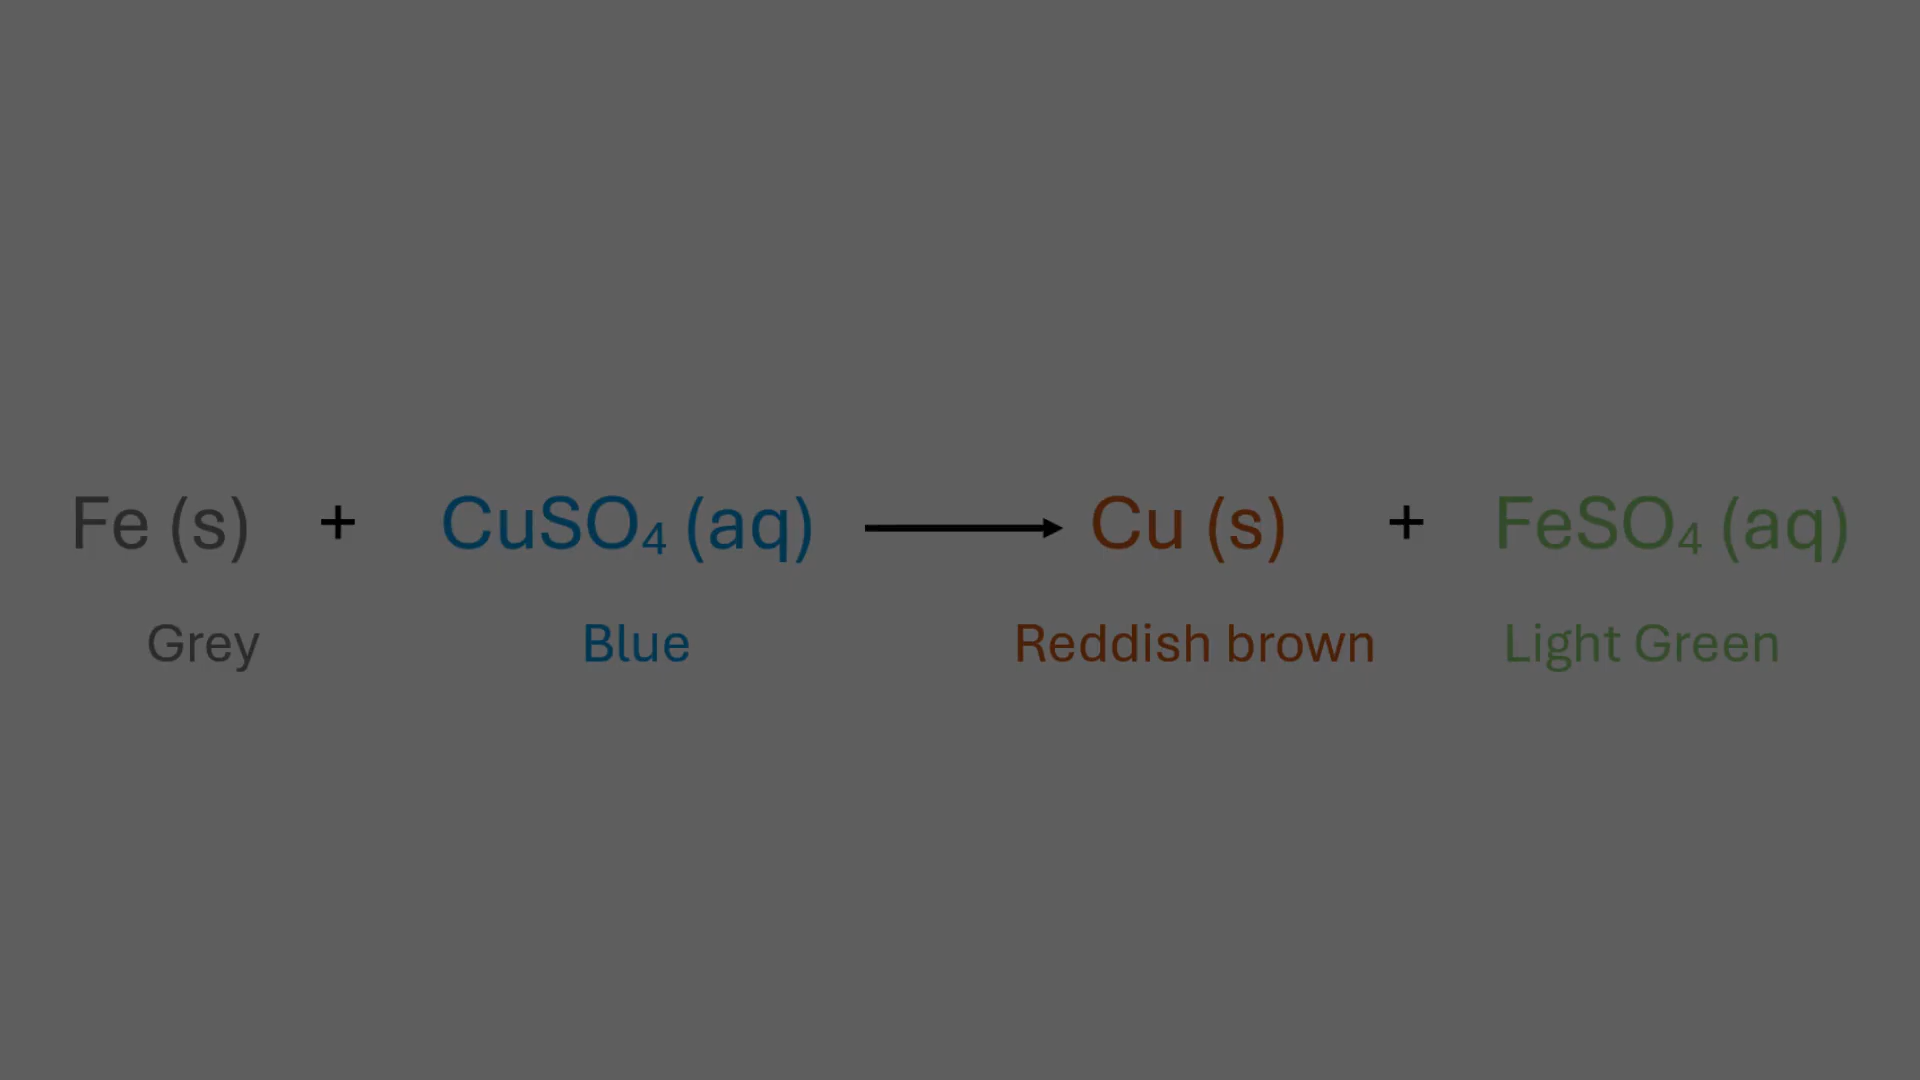 Fe (s) + CuSO₄ (aq) ⟶ Cu (s) + FeSO₄ (aq)
Grey Blue Reddish brown Light Green